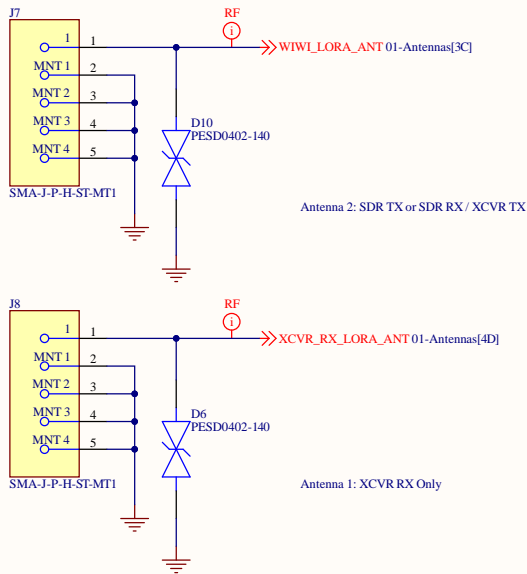 J7
RF
i
1 1
WIWI_LORA_ANT 01-Antennas[3C]
MNT 1 2
MNT 2 3
MNT 3 4
MNT 4 5
D10
PESD0402-140
SMA-J-P-H-ST-MT1
Antenna 2: SDR TX or SDR RX / XCVR TX
J8
RF
i
1 1
XCVR_RX_LORA_ANT 01-Antennas[4D]
MNT 1 2
MNT 2 3
MNT 3 4
MNT 4 5
D6
PESD0402-140
SMA-J-P-H-ST-MT1
Antenna 1: XCVR RX Only